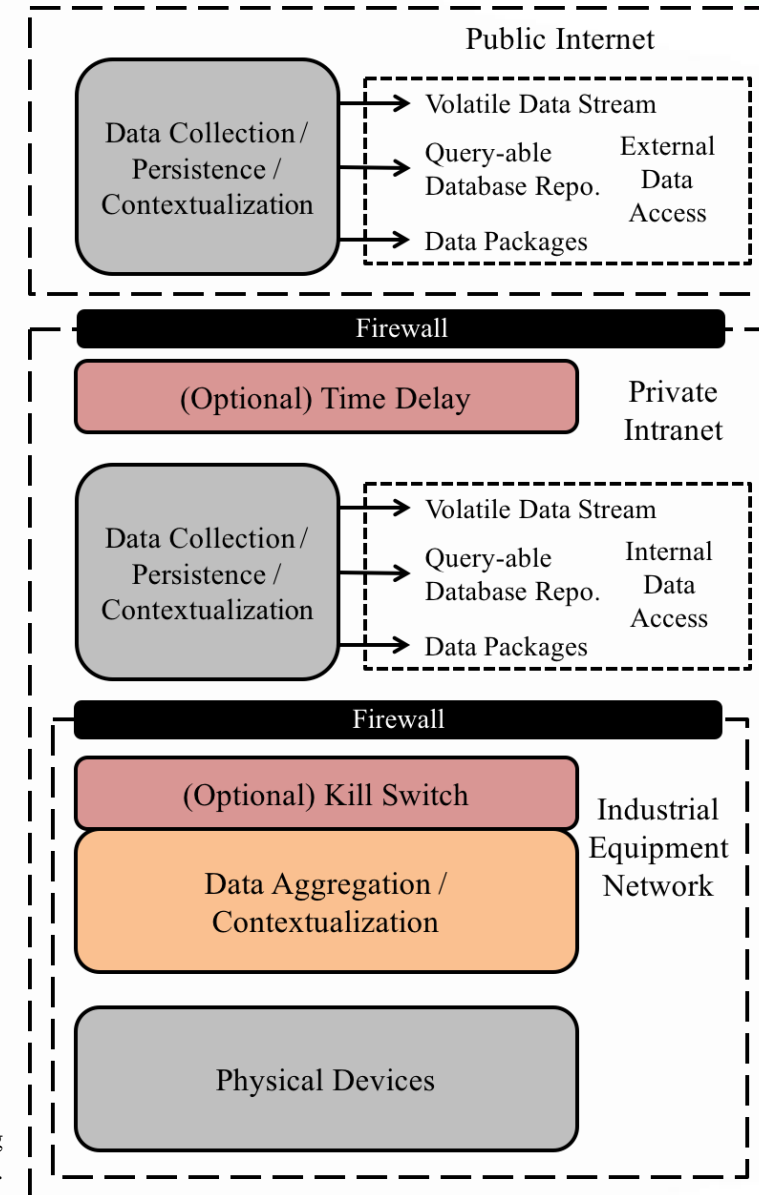 Public Internet
Data Collection /
Persistence /
Contextualization
Volatile Data Stream
Query-able
Database Repo.
Data Packages
External
Data
Access
Firewall
(Optional) Time Delay
Private
Intranet
Data Collection /
Persistence /
Contextualization
Volatile Data Stream
Query-able
Database Repo.
Data Packages
Internal
Data
Access
Firewall
(Optional) Kill Switch
Industrial
Equipment
Network
Data Aggregation /
Contextualization
Physical Devices